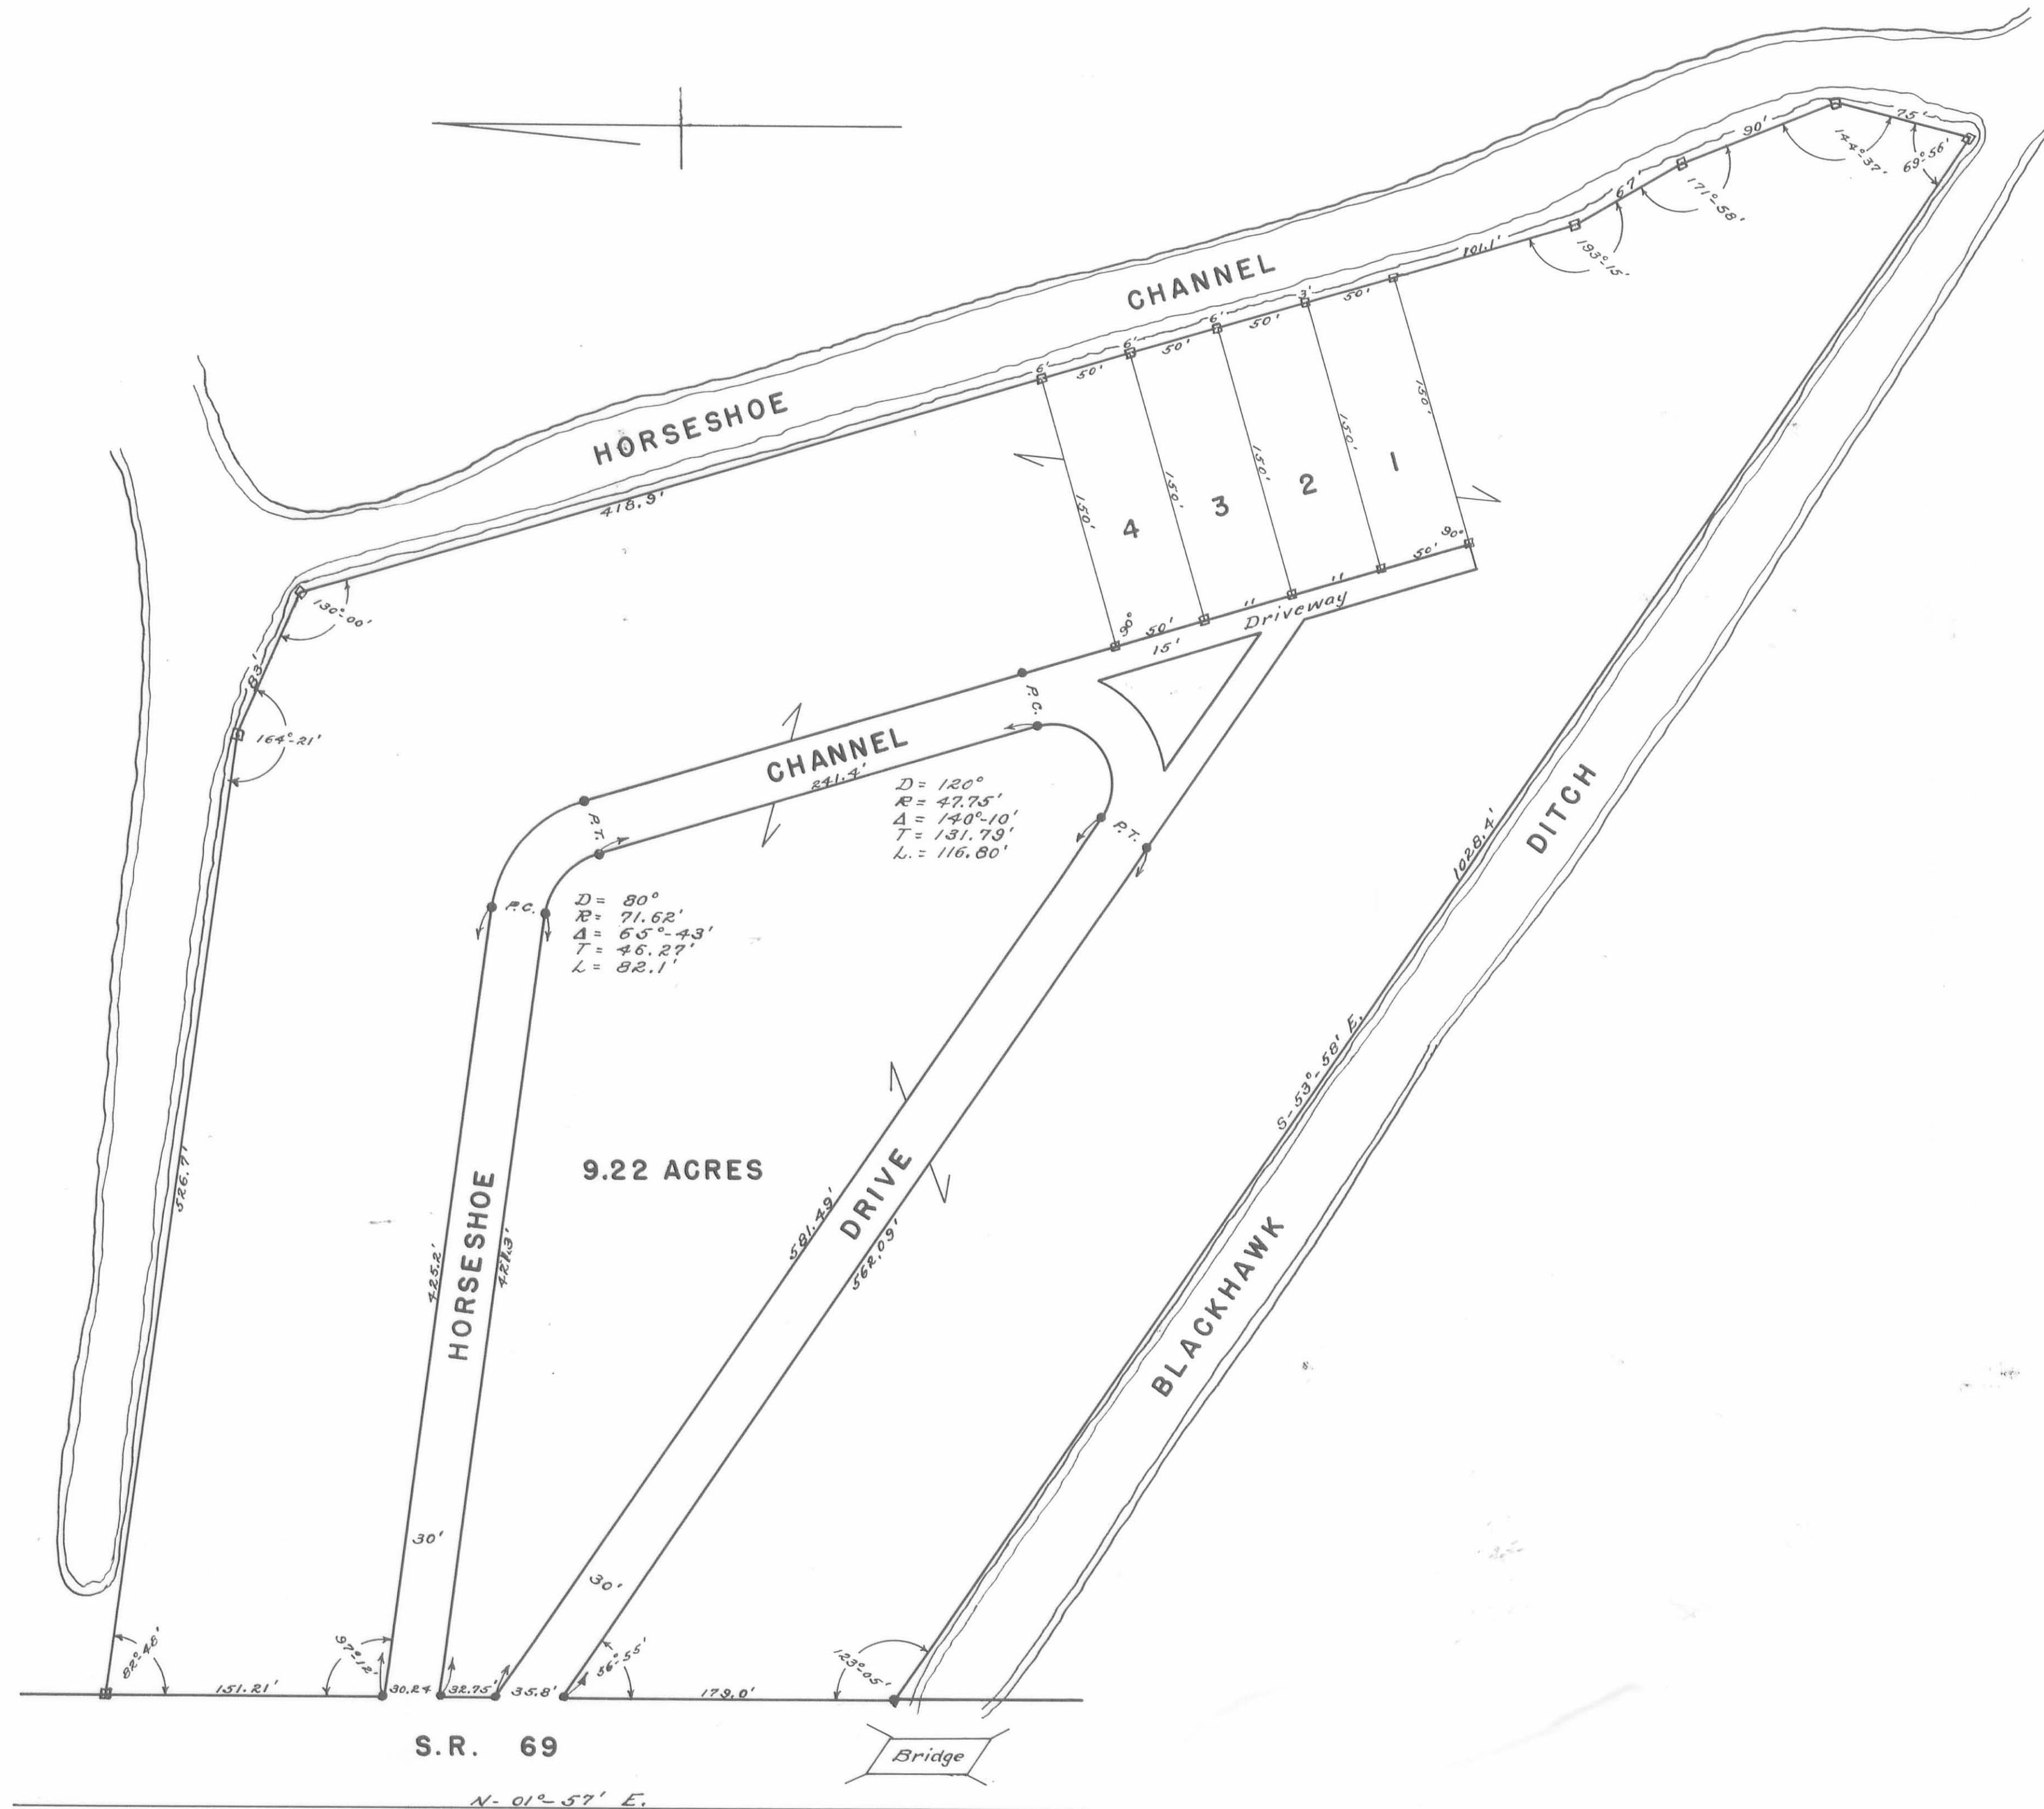 75'
90'
144°-37'
69°-56'
67'
171°-58'
193°-15'
101.1'
CHANNEL
3'
50'
6'
50'
6'
50'
6'
50'
HORSESHOE
418.9'
150'
150'
150'
150'
150'
1
2
3
4
90°
50'
"
"
Driveway
90°
50'
15'
130°-00'
83'
164°-21'
P.C.
CHANNEL
241.4'
D = 120°
R = 47.75'
Δ = 140°-10'
T = 131.79'
L. = 116.80'
P.T.
P.T.
P.C.
D = 80°
R = 71.62'
Δ = 65°-43'
T = 46.27'
L = 82.1'
DITCH
1028.4'
S-53°-58' E.
526.7'
9.22 ACRES
HORSESHOE
425.2'
DRIVE
581.49'
562.09'
BLACKHAWK
30'
30'
82°-48'
97°-12'
56°-55'
123°-05'
151.21'
30.24
32.75'
35.8'
179.0'
S.R. 69
Bridge
N- 01°-57' E.